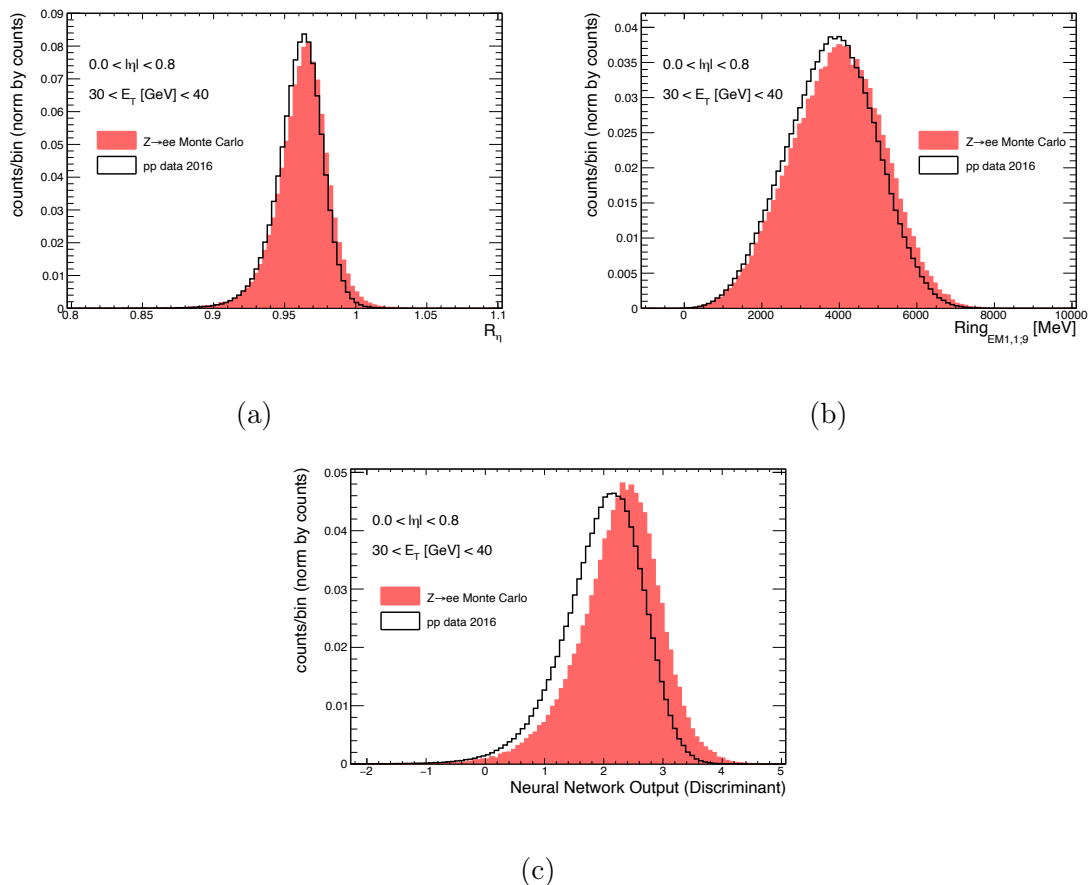 counts/bin (norm by counts)
0.09
0.08
0.07
0.06
0.05
0.04
0.03
0.02
0.01
0
0.0 < |η| < 0.8
30 < E_T [GeV] < 40
Z→ee Monte Carlo
pp data 2016
0.8 0.85 0.9 0.95 1 1.05 1.1
R_η
(a)
counts/bin (norm by counts)
0.04
0.035
0.03
0.025
0.02
0.015
0.01
0.005
0
0.0 < |η| < 0.8
30 < E_T [GeV] < 40
Z→ee Monte Carlo
pp data 2016
0 2000 4000 6000 8000 10000
Ring_EM1,1;9 [MeV]
(b)
counts/bin (norm by counts)
0.05
0.04
0.03
0.02
0.01
0
0.0 < |η| < 0.8
30 < E_T [GeV] < 40
Z→ee Monte Carlo
pp data 2016
−2 −1 0 1 2 3 4 5
Neural Network Output (Discriminant)
(c)